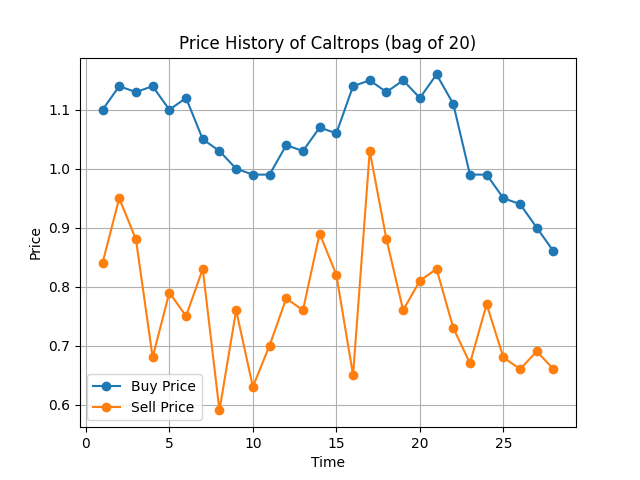 Price History of Caltrops (bag of 20)
Price
1.1
1.0
0.9
0.8
0.7
0.6
Buy Price
Sell Price
0 5 10 15 20 25
Time